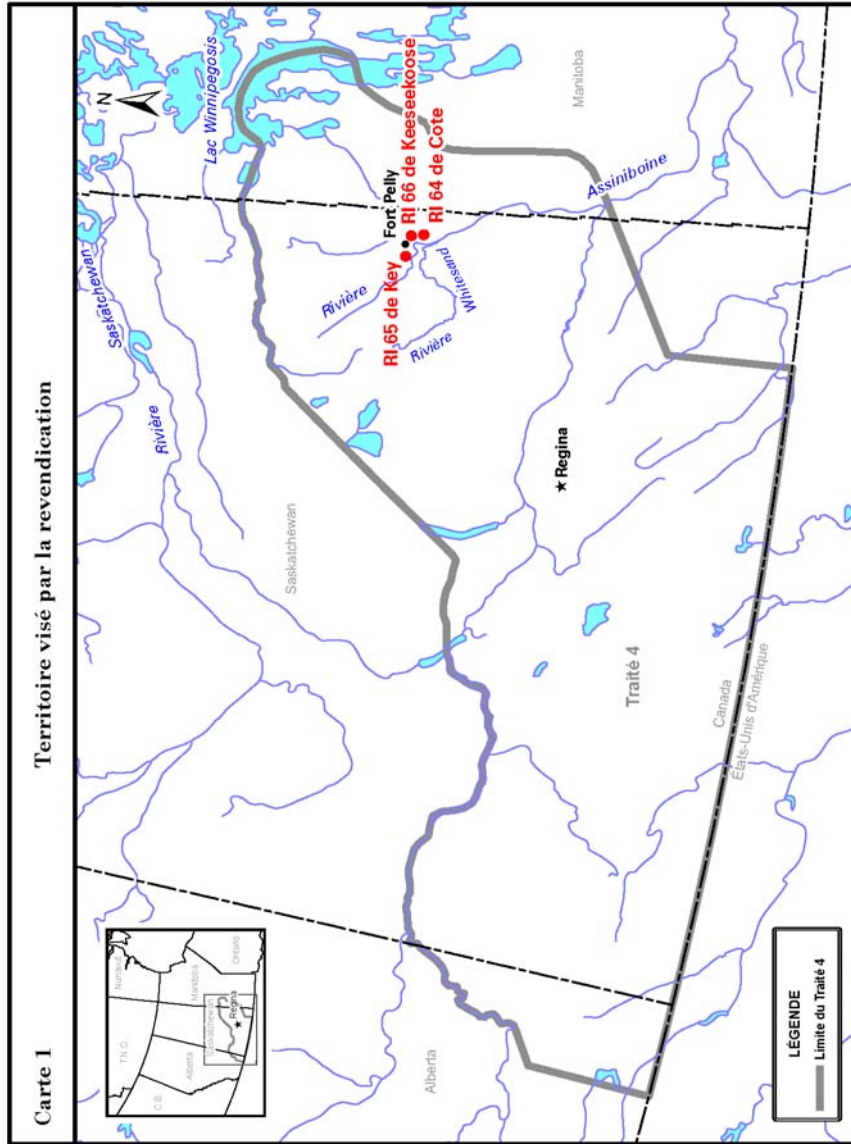 Carte 1
Territoire visé par la revendication
N
Lac Winnipegosis
Saskatchewan
Rivière
Saskatchewan
Manitoba
Fort Pelly
RI 65 de Key
RI 66 de Keeseekoose
RI 64 de Cote
Rivière
Assiniboine
Rivière
Whitesand
Regina
Traité 4
Canada
États-Unis d'Amérique
Alberta
Nunavut
T.N.O.
C.B.
Alberta
Saskatchewan
Manitoba
Ontario
Regina
LÉGENDE
Limite du Traité 4